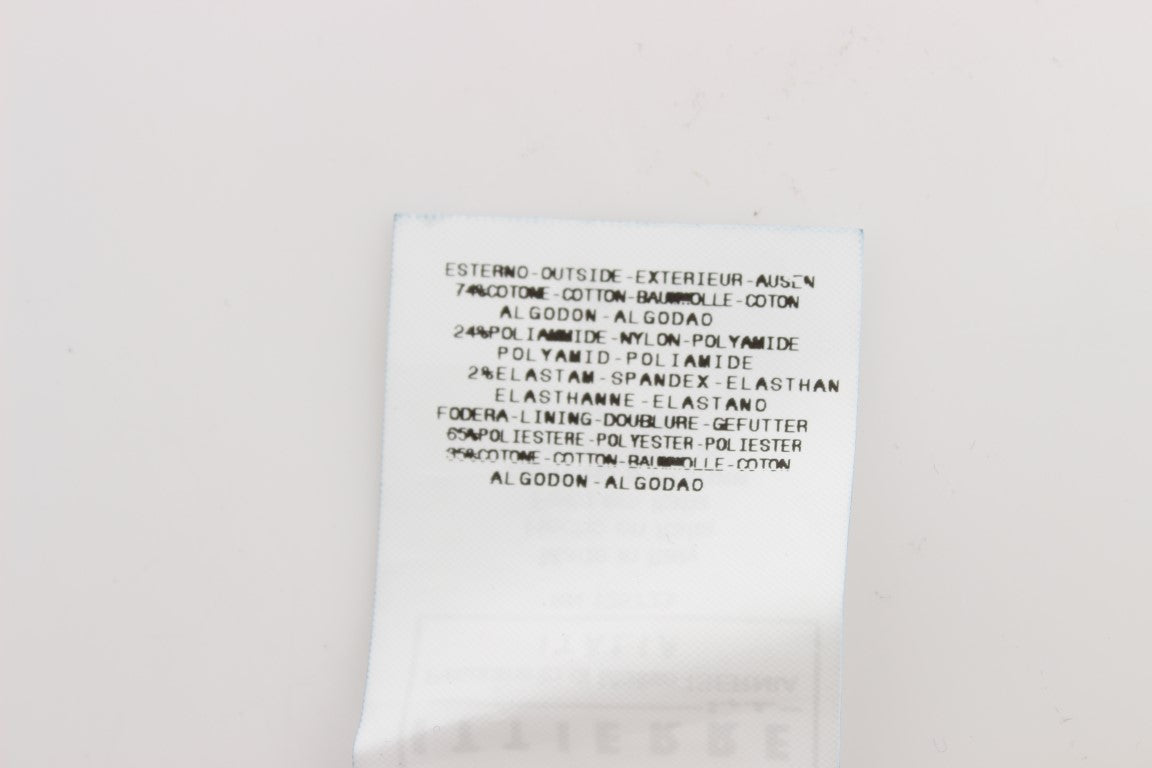 ESTERNO-OUTSIDE-EXTERIEUR-AUSEN
74%COTONE-COTTON-BAUMWOLLE-COTON
ALGODON-ALGODAO
24%POLIAMMIDE-NYLON-POLYAMIDE
POLYAMID-POLIAMIDE
2%ELASTAM-SPANDEX-ELASTHAN
ELASTHANNE-ELASTANO
FODERA-LINING-DOUBLURE-GEFUTTER
65%POLIESTERE-POLYESTER-POLIESTER
35%COTONE-COTTON-BAUMWOLLE-COTON
ALGODON-ALGODAO
ITALIA
ITTIERRE